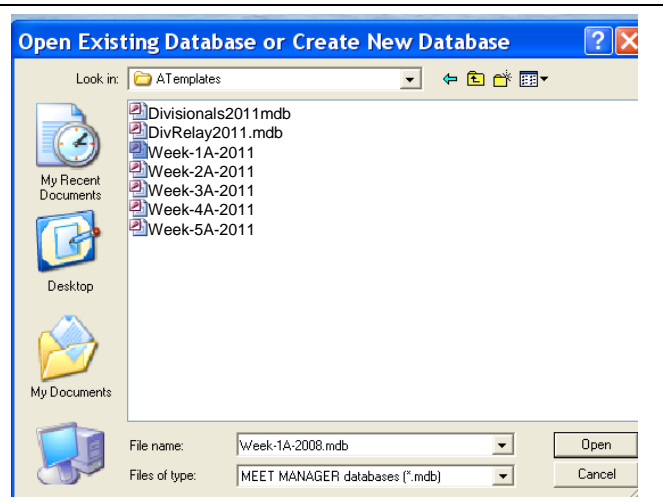 Open Existing Database or Create New Database
Look in: ATemplates
Divisionals2011mdb
DivRelay2011.mdb
Week-1A-2011
Week-2A-2011
Week-3A-2011
Week-4A-2011
Week-5A-2011
My Recent
Documents
Desktop
My Documents
File name: Week-1A-2008.mdb Open
Files of type: MEET MANAGER databases (*.mdb) Cancel